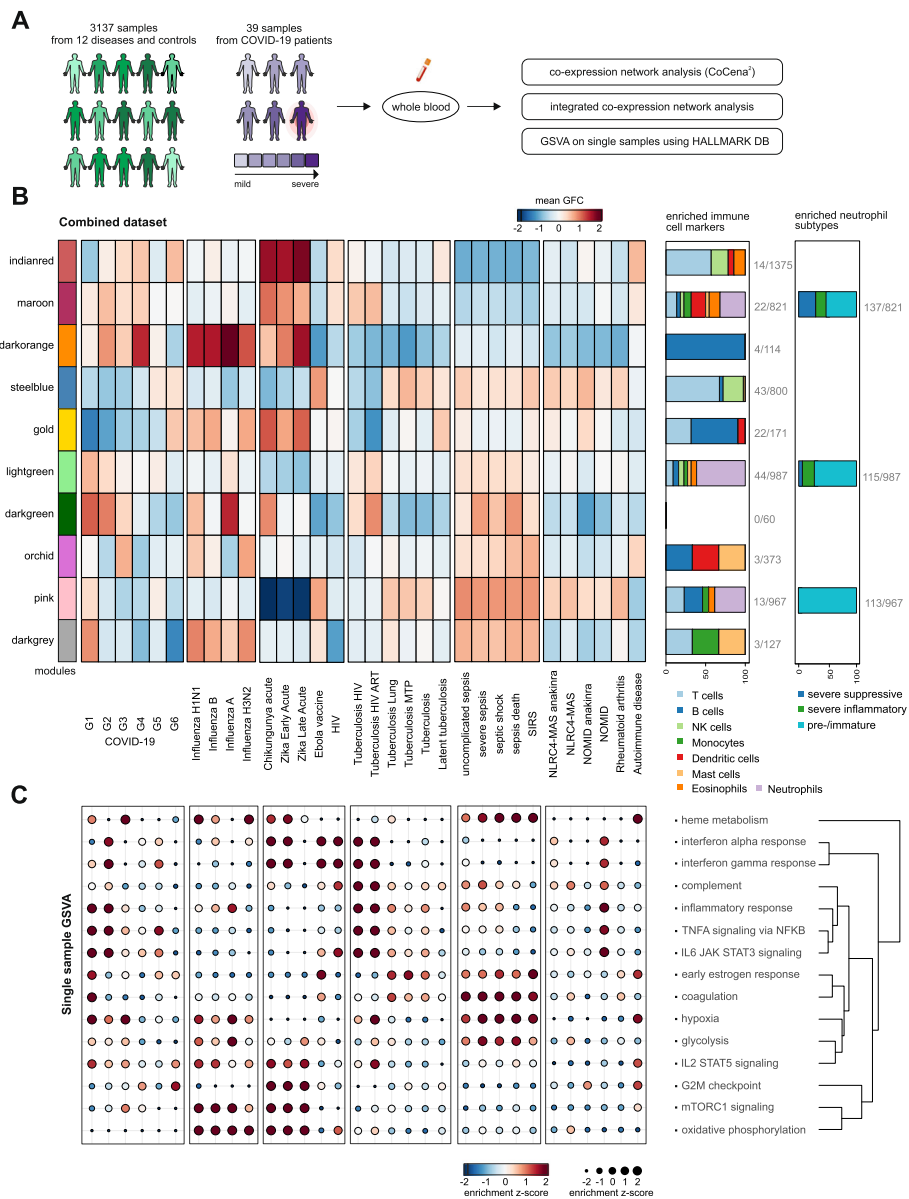 A
3137 samples
from 12 diseases and controls
39 samples
from COVID-19 patients
mild
severe
whole blood
co-expression network analysis (CoCena²)
integrated co-expression network analysis
GSVA on single samples using HALLMARK DB
B
Combined dataset
mean GFC
-2 -1 0 1 2
enriched immune
cell markers
enriched neutrophil
subtypes
indianred
14/1375
maroon
22/821
137/821
darkorange
4/114
steelblue
43/800
gold
22/171
lightgreen
44/987
115/987
darkgreen
0/60
orchid
3/373
pink
13/967
113/967
darkgrey
3/127
modules
0 50 100
0 50 100
G1
G2
G3
G4
G5
G6
COVID-19
Influenza H1N1
Influenza B
Influenza A
Influenza H3N2
Chikungunya acute
Zika Early Acute
Zika Late Acute
Ebola vaccine
HIV
Tuberculosis HIV
Tuberculosis HIV ART
Tuberculosis Lung
Tuberculosis MTP
Tuberculosis
Latent tuberculosis
uncomplicated sepsis
severe sepsis
septic shock
sepsis death
SIRS
NLRC4-MAS anakinra
NLRC4-MAS
NOMID anakinra
NOMID
Rheumatoid arthritis
Autoimmune disease
T cells
B cells
NK cells
Monocytes
Dendritic cells
Mast cells
Eosinophils
Neutrophils
severe suppressive
severe inflammatory
pre-/immature
C
Single sample GSVA
heme metabolism
interferon alpha response
interferon gamma response
complement
inflammatory response
TNFA signaling via NFKB
IL6 JAK STAT3 signaling
early estrogen response
coagulation
hypoxia
glycolysis
IL2 STAT5 signaling
G2M checkpoint
mTORC1 signaling
oxidative phosphorylation
-2 -1 0 1 2
enrichment z-score
-2 -1 0 1 2
enrichment z-score